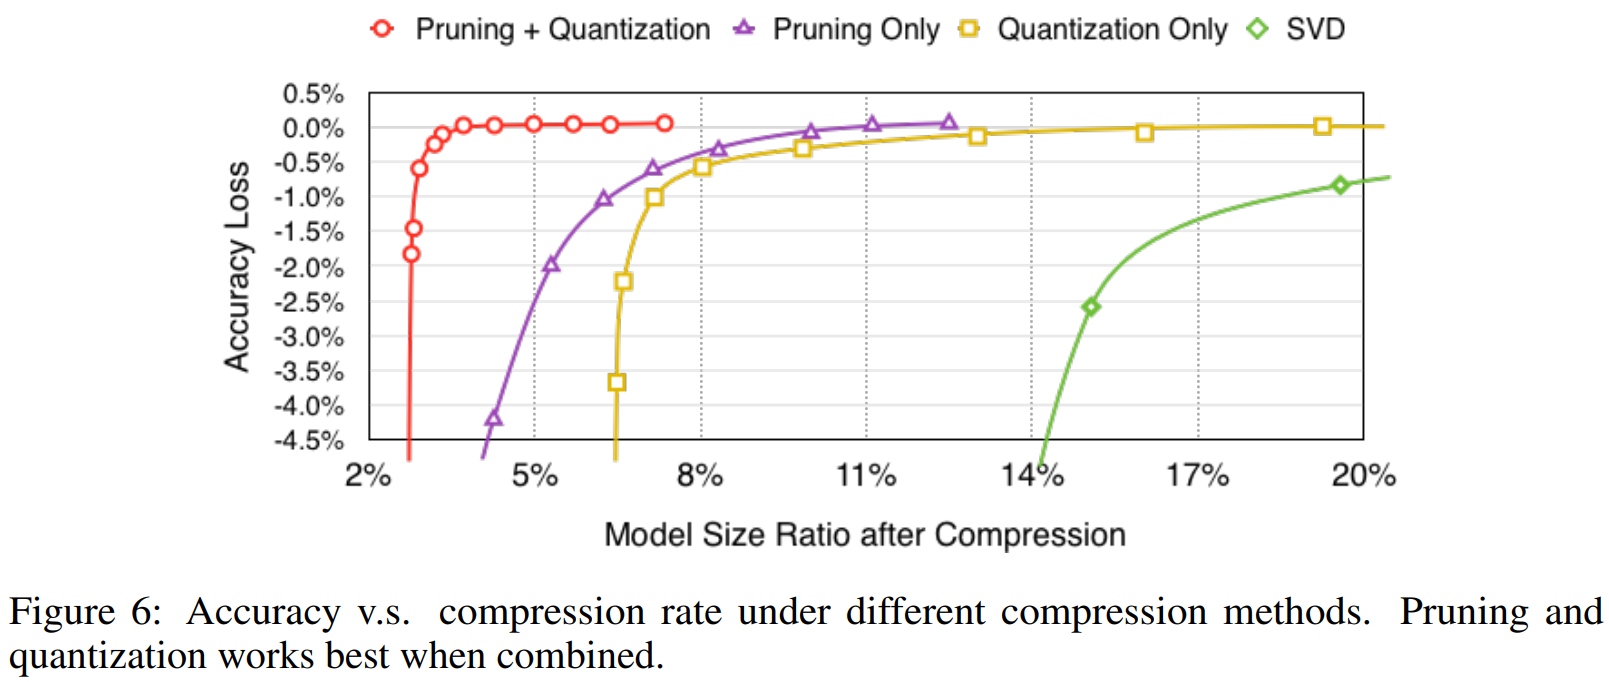 Pruning + Quantization Pruning Only Quantization Only SVD
0.5%
0.0%
-0.5%
-1.0%
-1.5%
-2.0%
-2.5%
-3.0%
-3.5%
-4.0%
-4.5%
Accuracy Loss
2% 5% 8% 11% 14% 17% 20%
Model Size Ratio after Compression
Figure 6: Accuracy v.s. compression rate under different compression methods. Pruning and
quantization works best when combined.